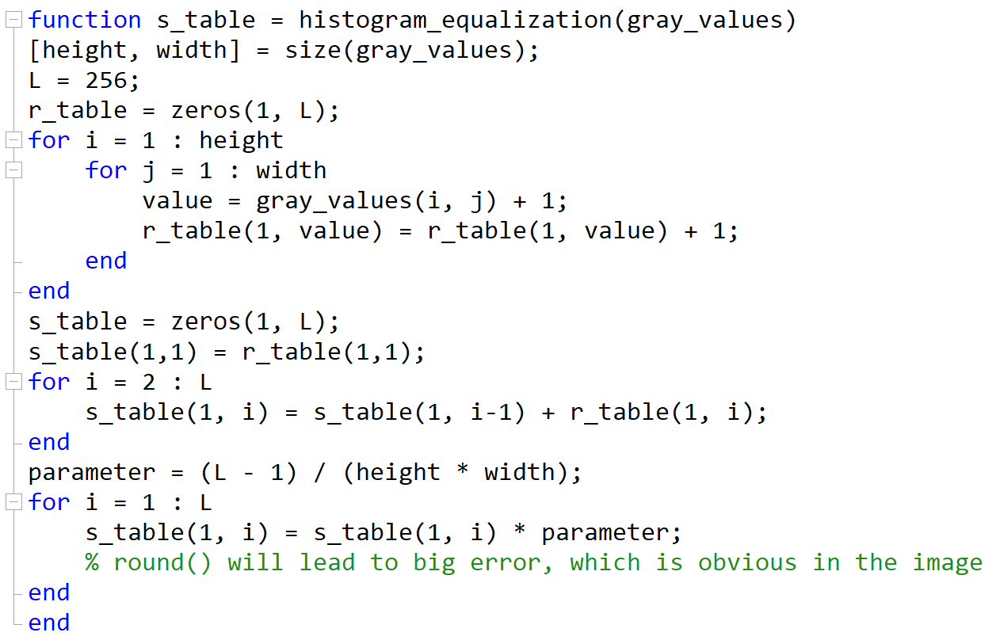 function s_table = histogram_equalization(gray_values)
[height, width] = size(gray_values);
L = 256;
r_table = zeros(1, L);
for i = 1 : height
    for j = 1 : width
        value = gray_values(i, j) + 1;
        r_table(1, value) = r_table(1, value) + 1;
    end
end
s_table = zeros(1, L);
s_table(1,1) = r_table(1,1);
for i = 2 : L
    s_table(1, i) = s_table(1, i-1) + r_table(1, i);
end
parameter = (L - 1) / (height * width);
for i = 1 : L
    s_table(1, i) = s_table(1, i) * parameter;
    % round() will lead to big error, which is obvious in the image
end
end